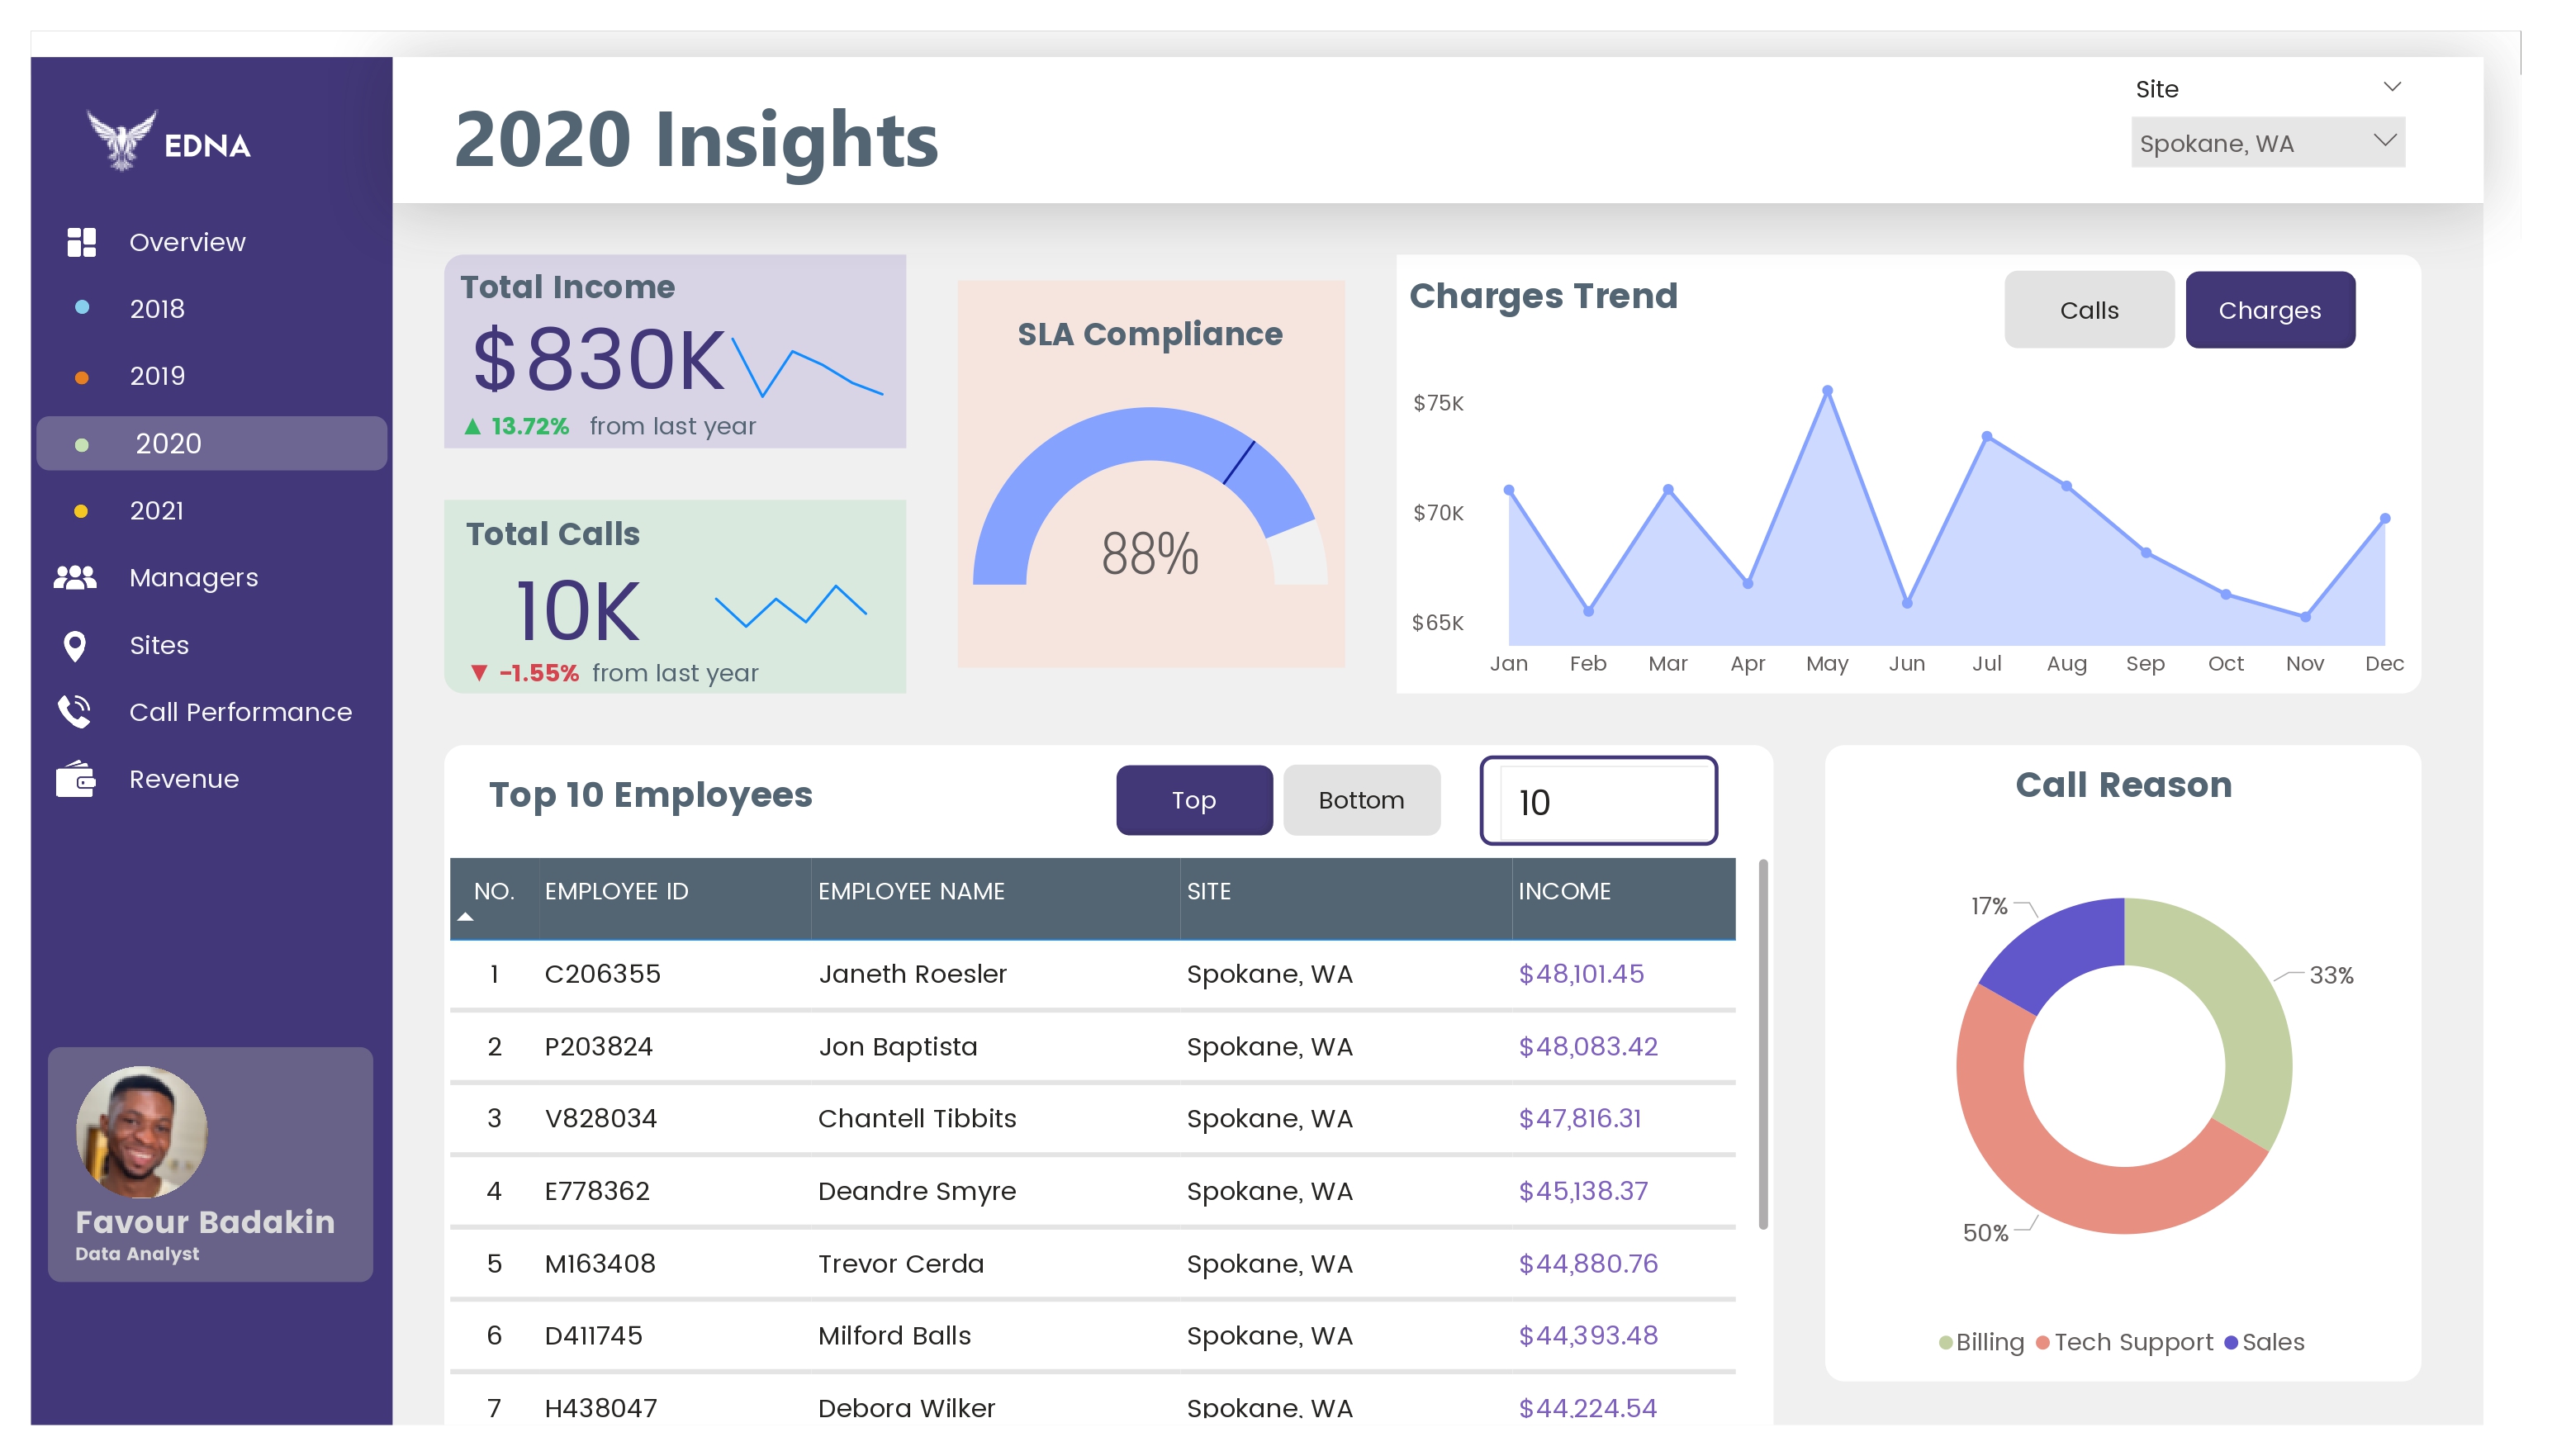 EDNA
Overview
2018
2019
2020
2021
Managers
Sites
Call Performance
Revenue
Favour Badakin
Data Analyst
2020 Insights
Site
Spokane, WA
Total Income
$830K
▲ 13.72% from last year
Total Calls
10K
▼ -1.55% from last year
SLA Compliance
88%
Charges Trend
Calls
Charges
$75K
$70K
$65K
Jan Feb Mar Apr May Jun Jul Aug Sep Oct Nov Dec
Top 10 Employees
Top
Bottom
10
NO. EMPLOYEE ID EMPLOYEE NAME SITE INCOME
1 C206355 Janeth Roesler Spokane, WA $48,101.45
2 P203824 Jon Baptista Spokane, WA $48,083.42
3 V828034 Chantell Tibbits Spokane, WA $47,816.31
4 E778362 Deandre Smyre Spokane, WA $45,138.37
5 M163408 Trevor Cerda Spokane, WA $44,880.76
6 D411745 Milford Balls Spokane, WA $44,393.48
7 H438047 Debora Wilker Spokane, WA $44,224.54
Call Reason
17%
33%
50%
Billing Tech Support Sales